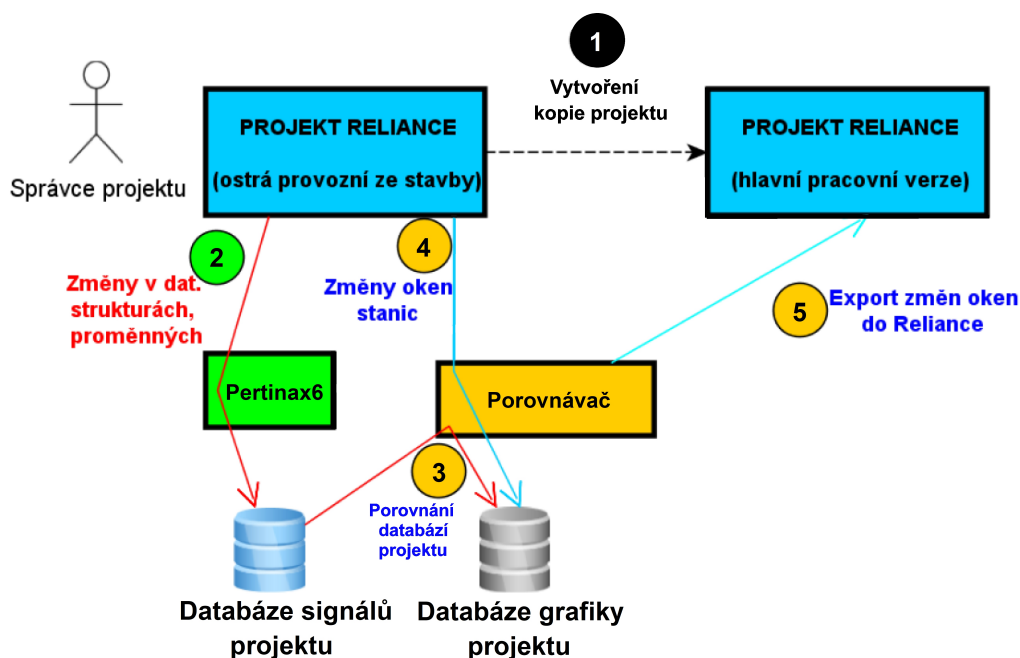 1
Vytvoření
kopie projektu
PROJEKT RELIANCE
(ostrá provozní ze stavby)
PROJEKT RELIANCE
(hlavní pracovní verze)
Správce projektu
2
Změny v dat.
strukturách,
proměnných
4
Změny oken
stanic
5
Export změn oken
do Reliance
Pertinax6
Porovnávač
3
Porovnání
databází
projektu
Databáze signálů
projektu
Databáze grafiky
projektu